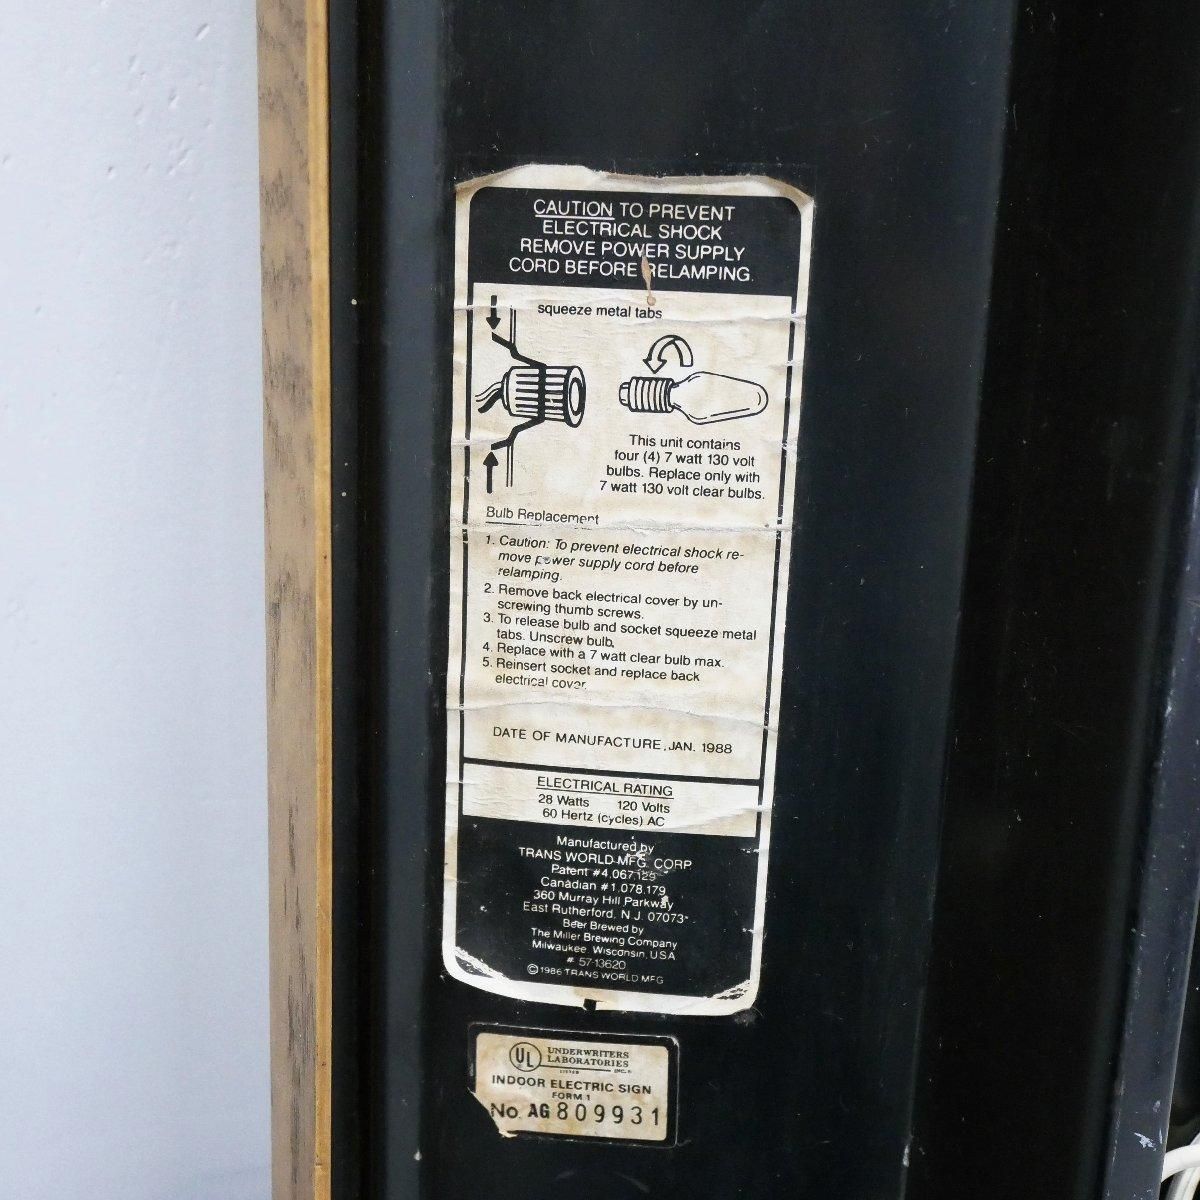 CAUTION TO PREVENT
ELECTRICAL SHOCK
REMOVE POWER SUPPLY
CORD BEFORE RELAMPING.
squeeze metal tabs
This unit contains
four (4) 7 watt 130 volt
bulbs. Replace only with
7 watt 130 volt clear bulbs.
Bulb Replacement
1. Caution: To prevent electrical shock re-
move power supply cord before
relamping.
2. Remove back electrical cover by un-
screwing thumb screws.
3. To release bulb and socket squeeze metal
tabs. Unscrew bulb.
4. Replace with a 7 watt clear bulb max.
5. Reinsert socket and replace back
electrical cover.
DATE OF MANUFACTURE, JAN. 1988
ELECTRICAL RATING
28 Watts 120 Volts
60 Hertz (cycles) AC
Manufactured by
TRANS WORLD MFG. CORP.
Patent #4,067,129
Canadian #1,078,179
360 Murray Hill Parkway
East Rutherford, N.J. 07073
Beer Brewed by
The Miller Brewing Company
Milwaukee, Wisconsin, USA
# 57-13620
©1986 TRANS WORLD MFG
UL UNDERWRITERS
LABORATORIES
LISTED INC.®
INDOOR ELECTRIC SIGN
FORM 1
No. AG 809931